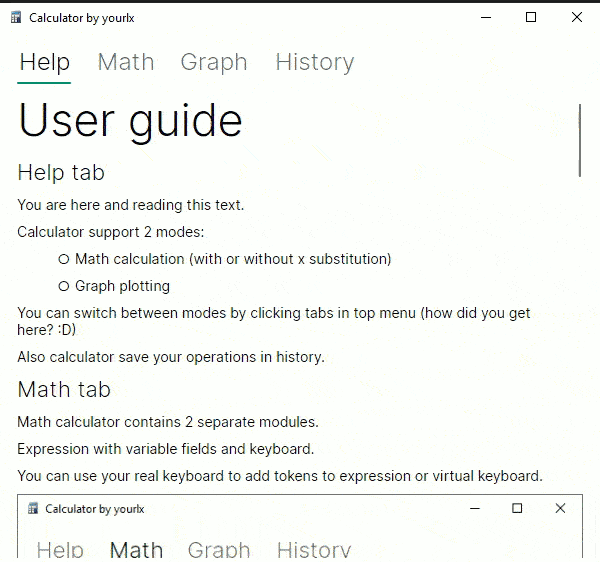 Calculator by yourlx
Help Math Graph History
User guide
Help tab
You are here and reading this text.
Calculator support 2 modes:
Math calculation (with or without x substitution)
Graph plotting
You can switch between modes by clicking tabs in top menu (how did you get
here? :D)
Also calculator save your operations in history.
Math tab
Math calculator contains 2 separate modules.
Expression with variable fields and keyboard.
You can use your real keyboard to add tokens to expression or virtual keyboard.
Calculator by yourlx
Help Math Graph History